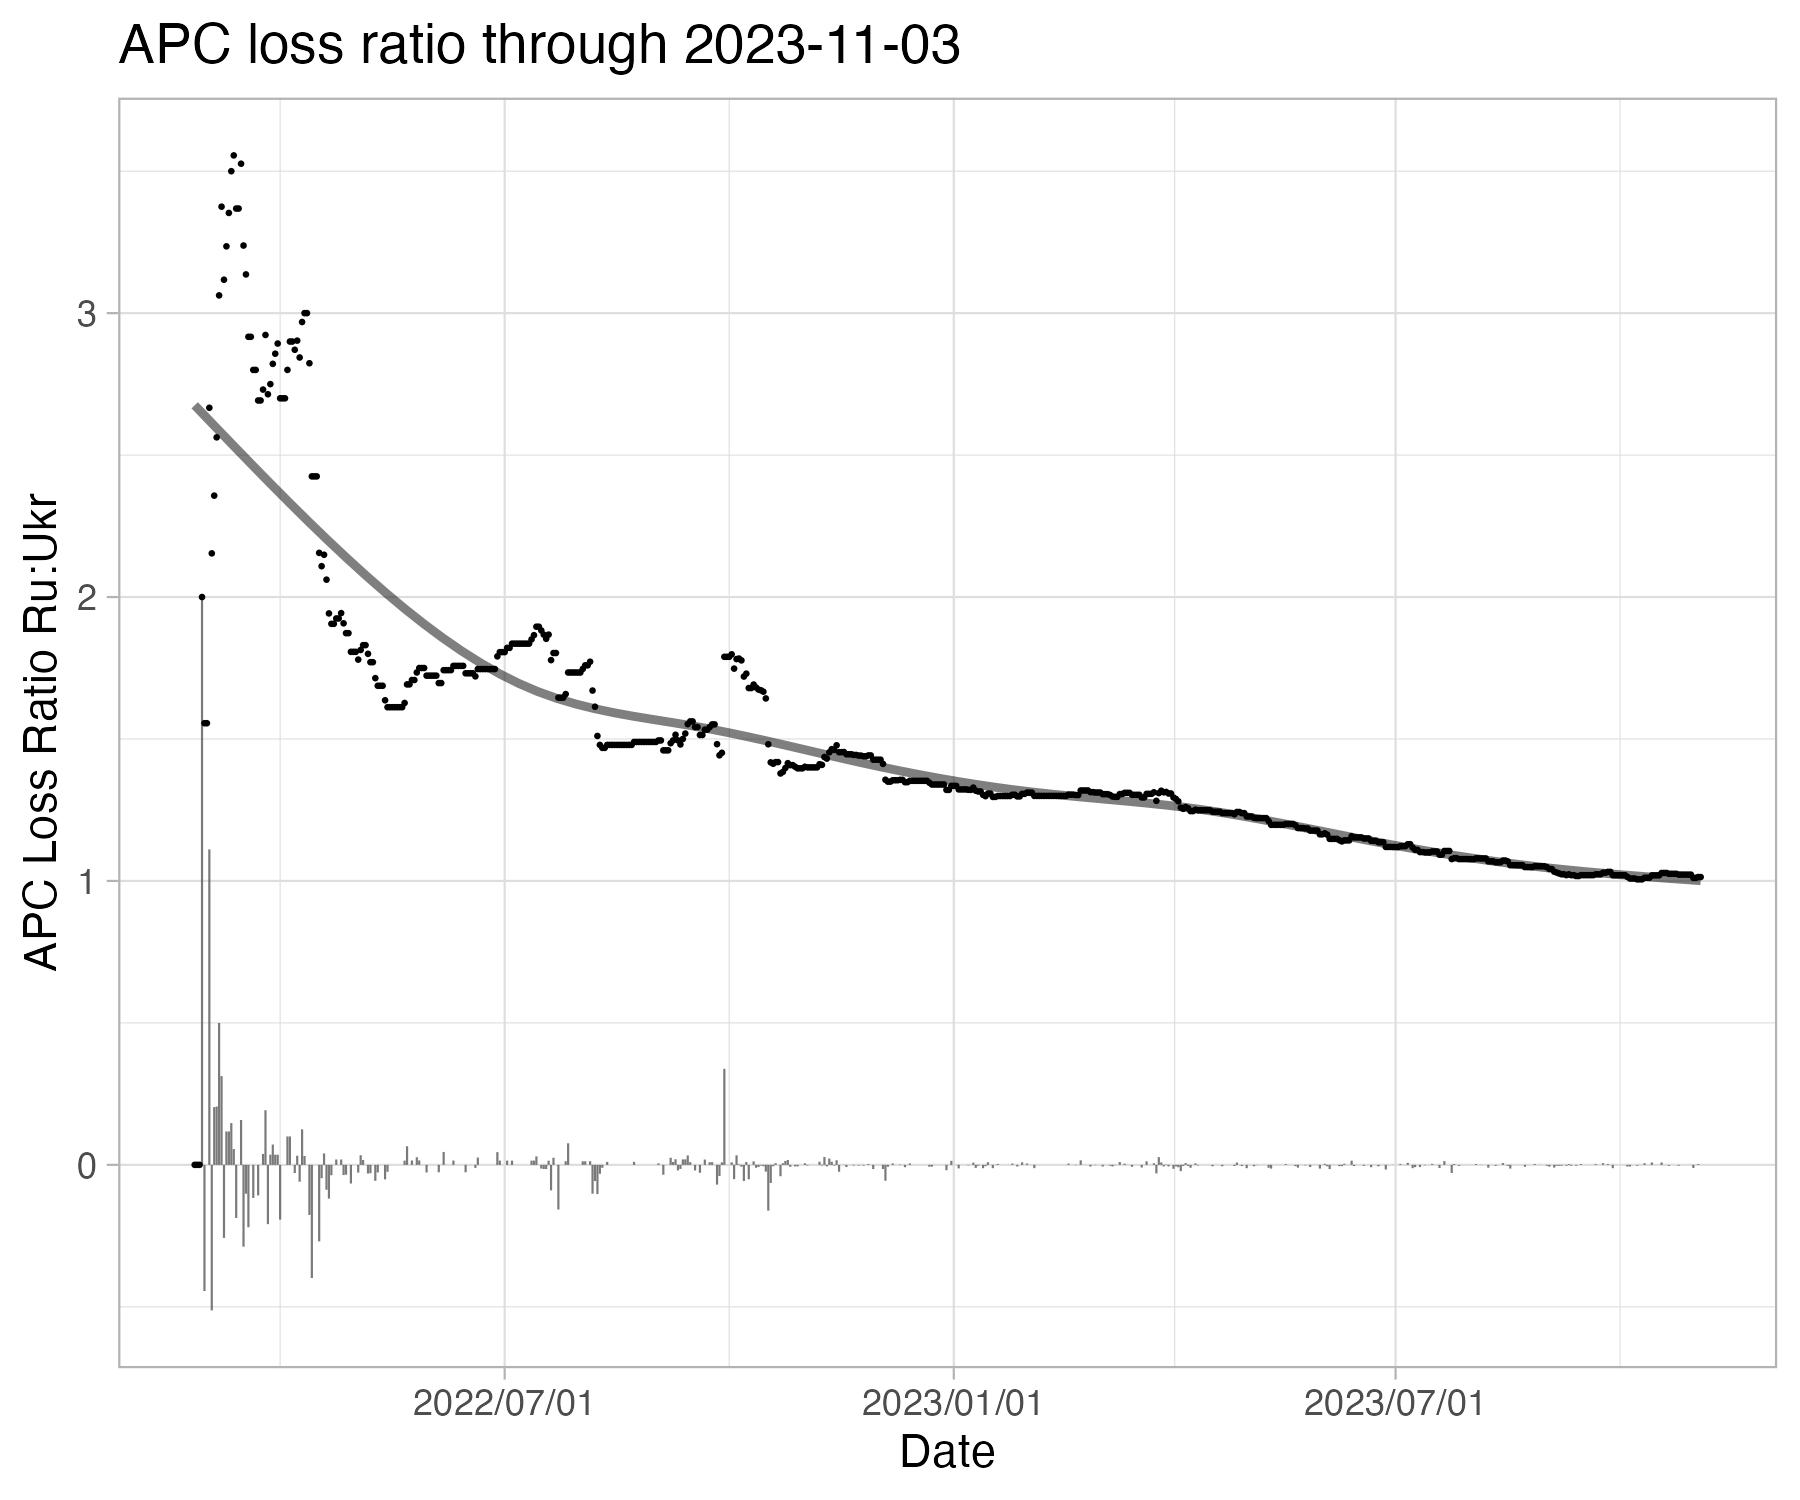 APC loss ratio through 2023-11-03
APC Loss Ratio Ru:Ukr
3
2
1
0
2022/07/01
2023/01/01
2023/07/01
Date